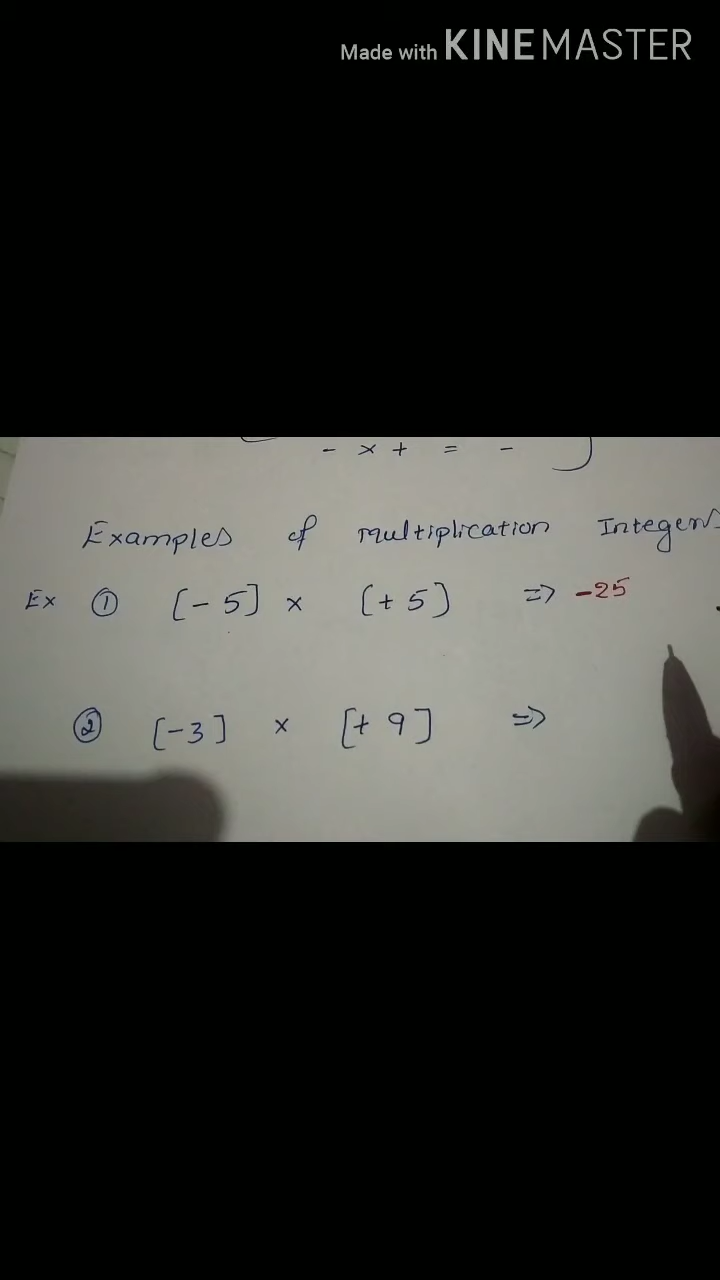 Made with KINEMASTER
- x + = -
Examples of multiplication Integers
Ex ① [-5] x [+5] => -25
② [-3] x [+9] =>